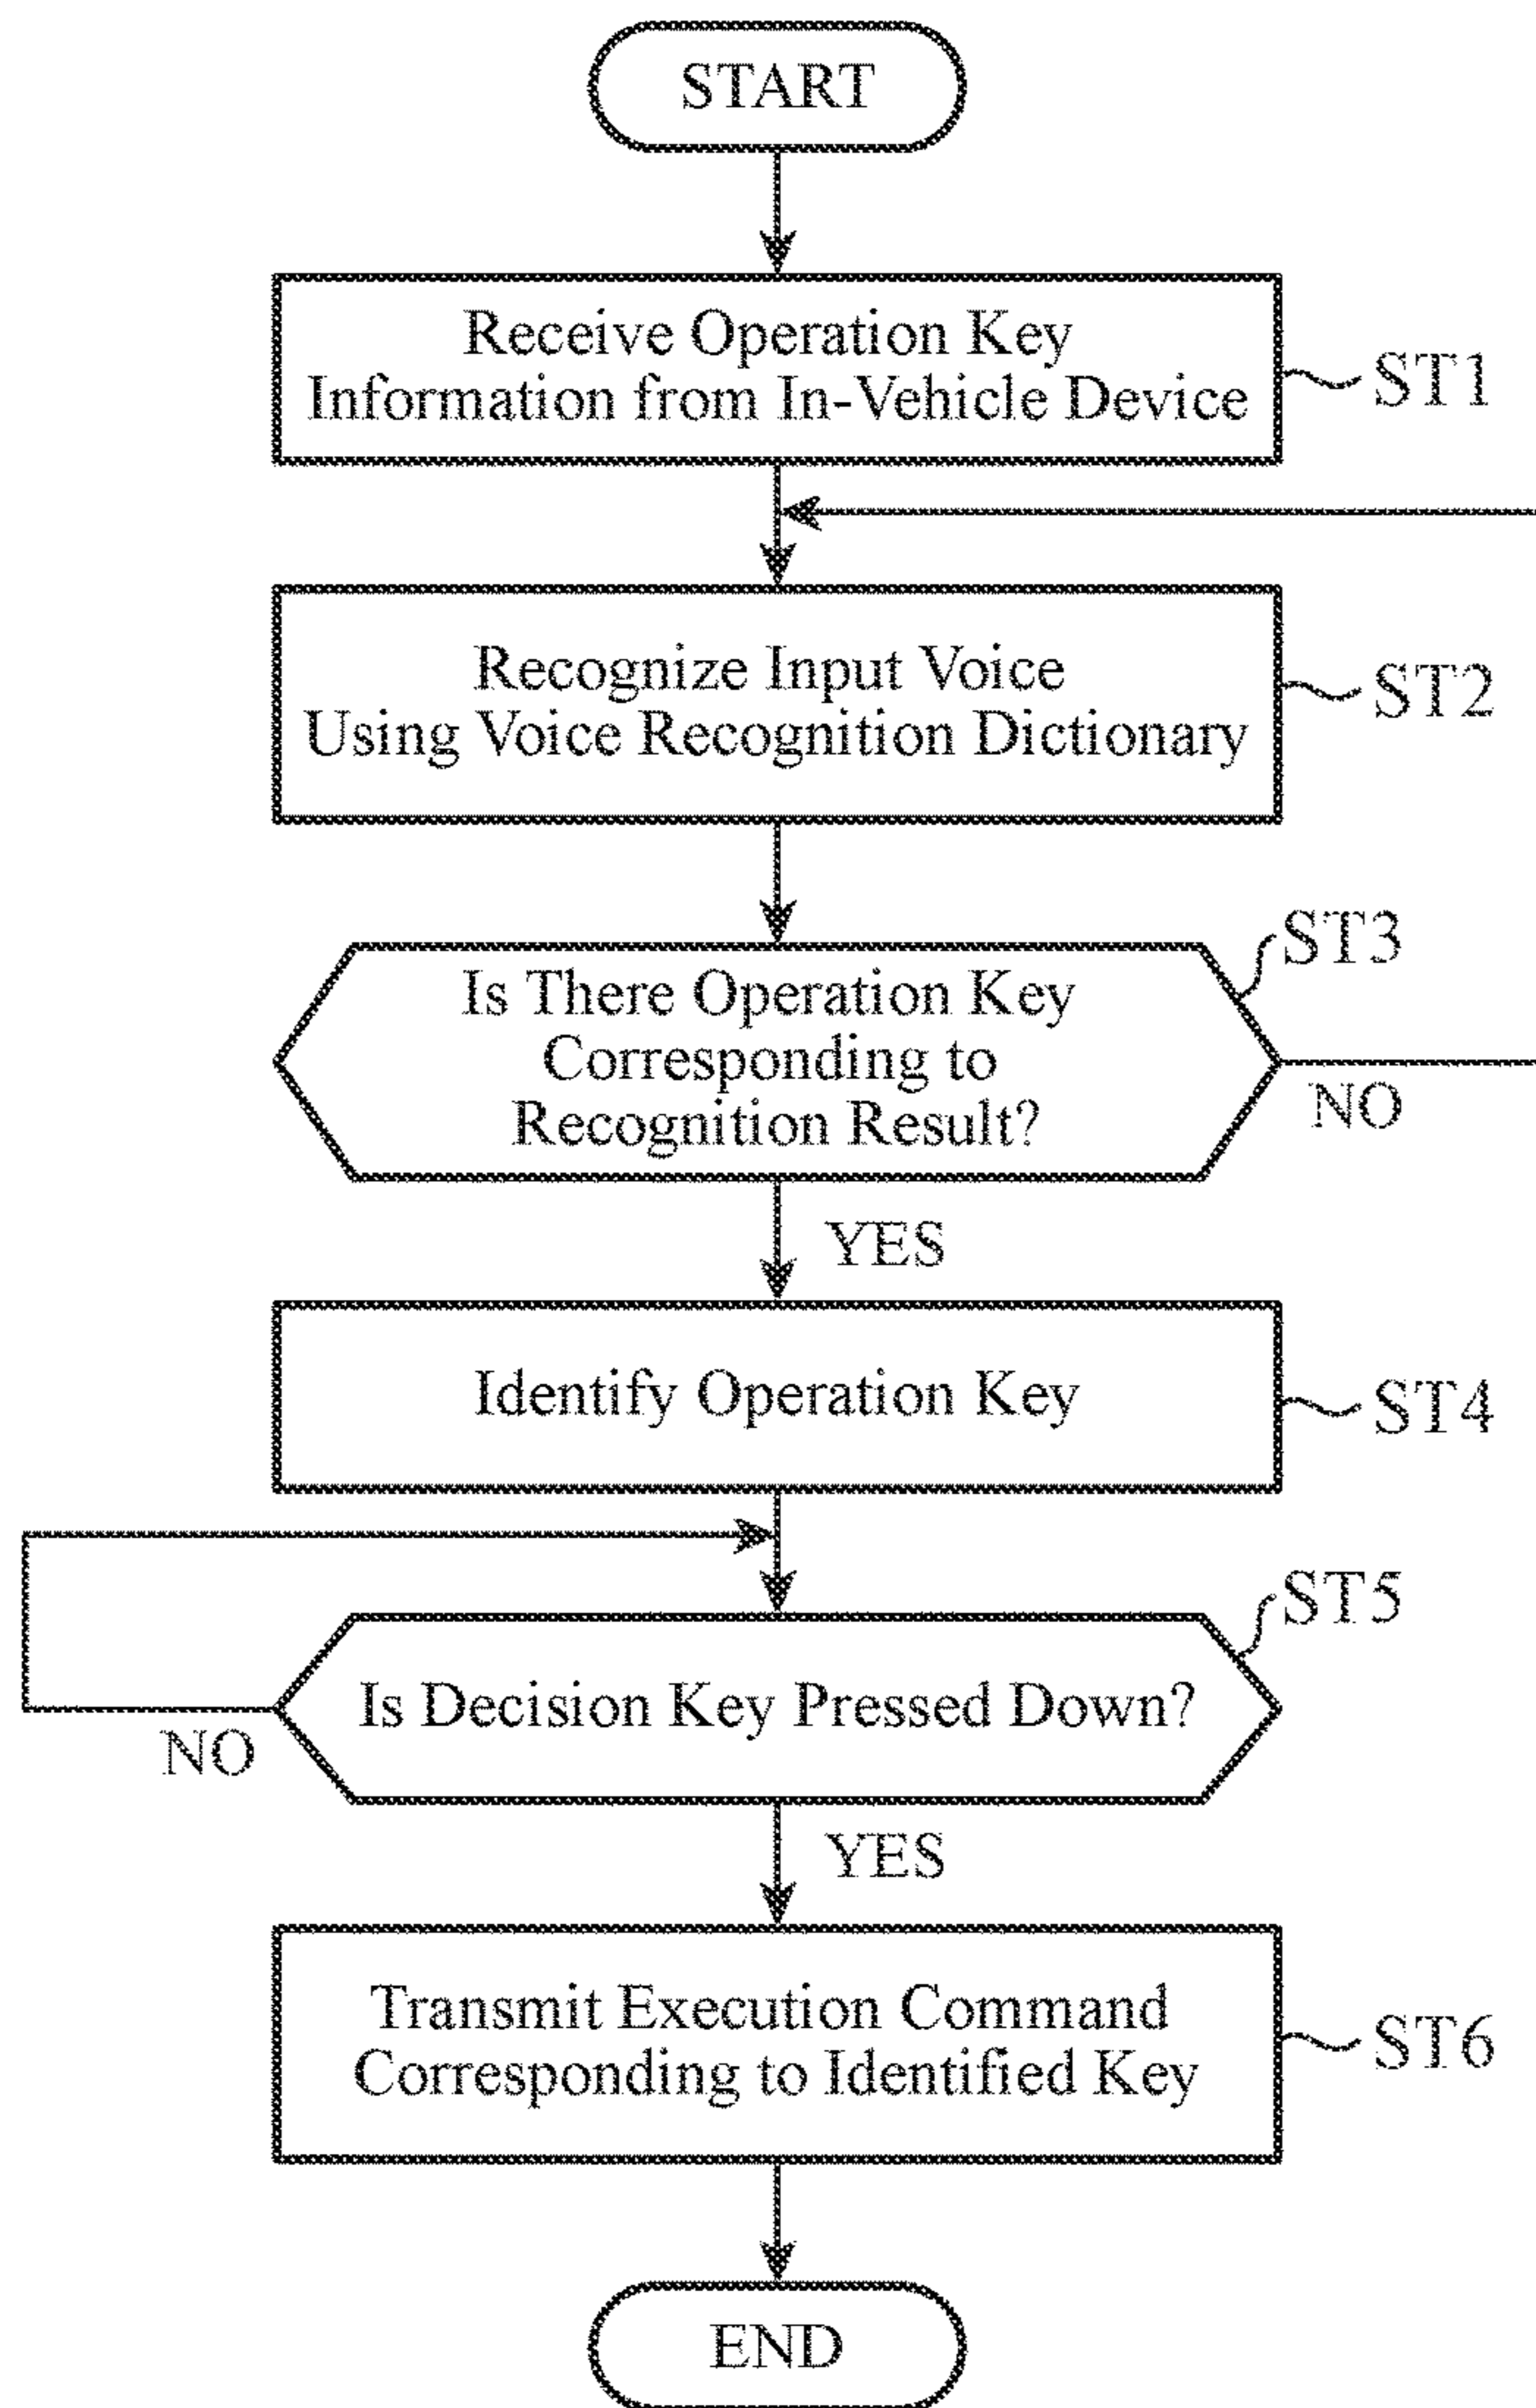 START
Receive Operation Key
Information from In-Vehicle Device
ST1
Recognize Input Voice
Using Voice Recognition Dictionary
ST2
ST3
Is There Operation Key
Corresponding to
Recognition Result?
NO
YES
Identify Operation Key
ST4
ST5
Is Decision Key Pressed Down?
NO
YES
Transmit Execution Command
Corresponding to Identified Key
ST6
END